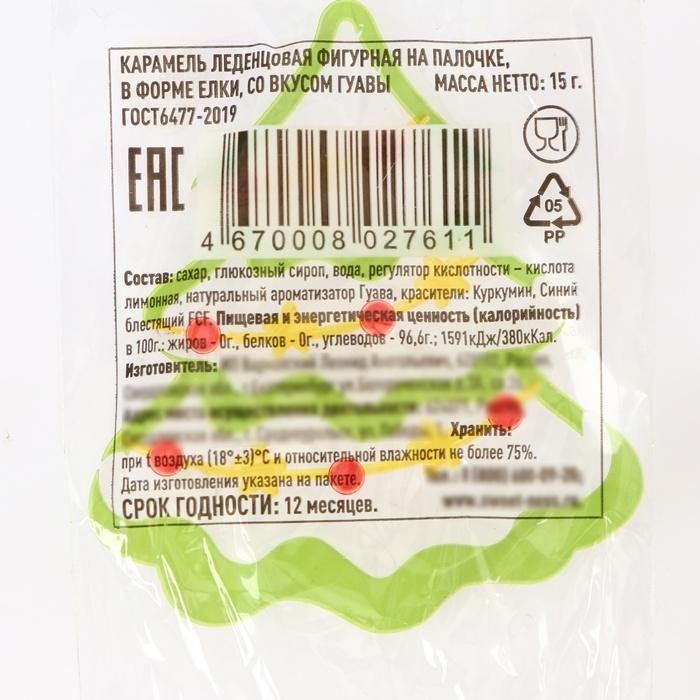 КАРАМЕЛЬ ЛЕДЕНЦОВАЯ ФИГУРНАЯ НА ПАЛОЧКЕ,
В ФОРМЕ ЕЛКИ, СО ВКУСОМ ГУАВЫ МАССА НЕТТО: 15 г.
ГОСТ6477-2019
ЕАС
05
PP
4 670008 027611
Состав: сахар, глюкозный сироп, вода, регулятор кислотности – кислота
лимонная, натуральный ароматизатор Гуава, красители: Куркумин, Синий
блестящий FCF. Пищевая и энергетическая ценность (калорийность)
в 100г.: жиров - 0г., белков - 0г., углеводов - 96,6г.; 1591кДж/380кКал.
Изготовитель:
Хранить:
при t воздуха (18°±3)°С и относительной влажности не более 75%.
Дата изготовления указана на пакете.
СРОК ГОДНОСТИ: 12 месяцев.